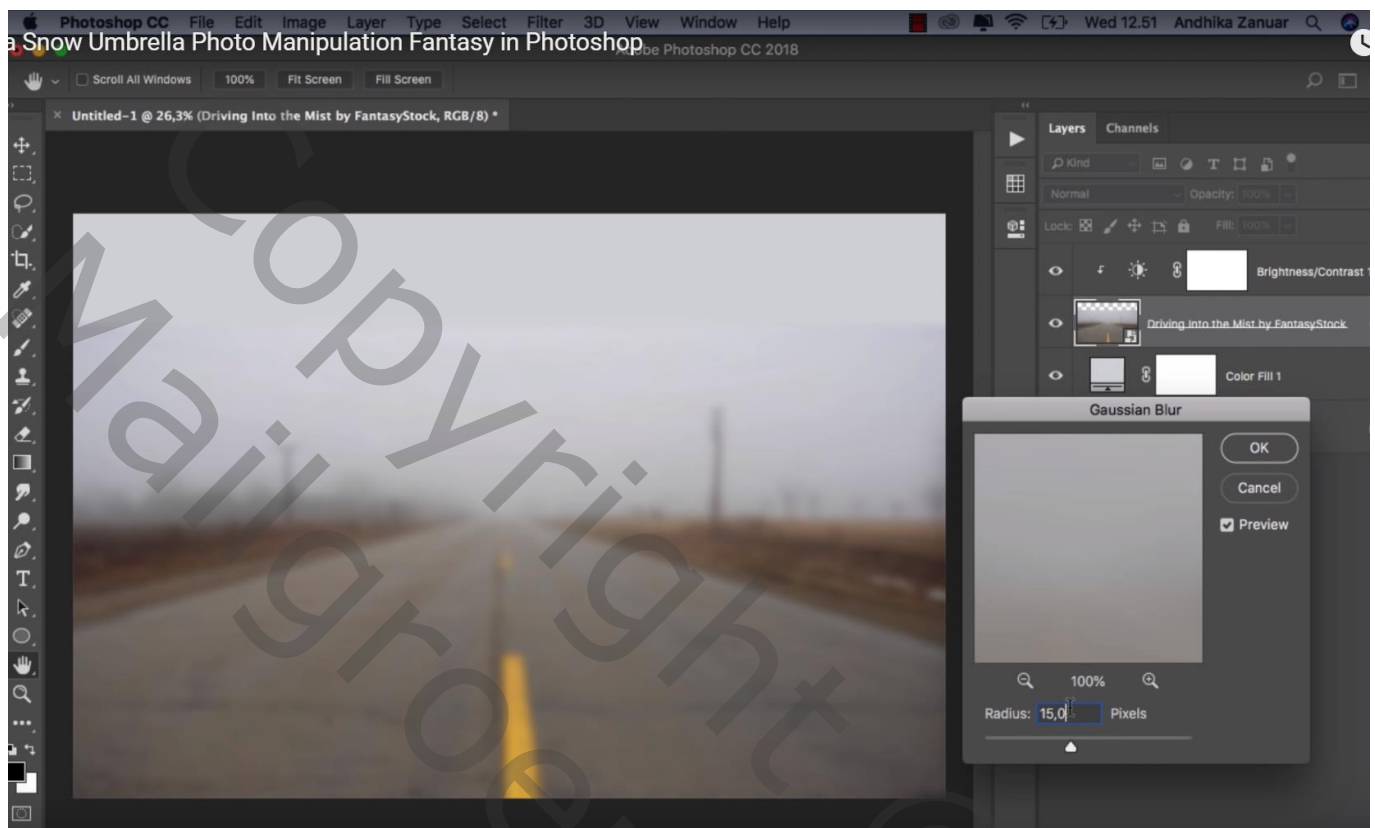 Photoshop CC File Edit Image Layer Type Select Filter 3D View Window Help Wed 12.51 Andhika Zanuar
a Snow Umbrella Photo Manipulation Fantasy in Photoshop
Adobe Photoshop CC 2018
Scroll All Windows 100% Fit Screen Fill Screen
× Untitled-1 @ 26,3% (Driving Into the Mist by FantasyStock, RGB/8) *
Layers Channels
Kind
Normal Opacity: 100%
Lock: Fill: 100%
Brightness/Contrast 1
Driving Into the Mist by FantasyStock
Color Fill 1
Gaussian Blur
OK
Cancel
Preview
100%
Radius: 15,0 Pixels
Copyright